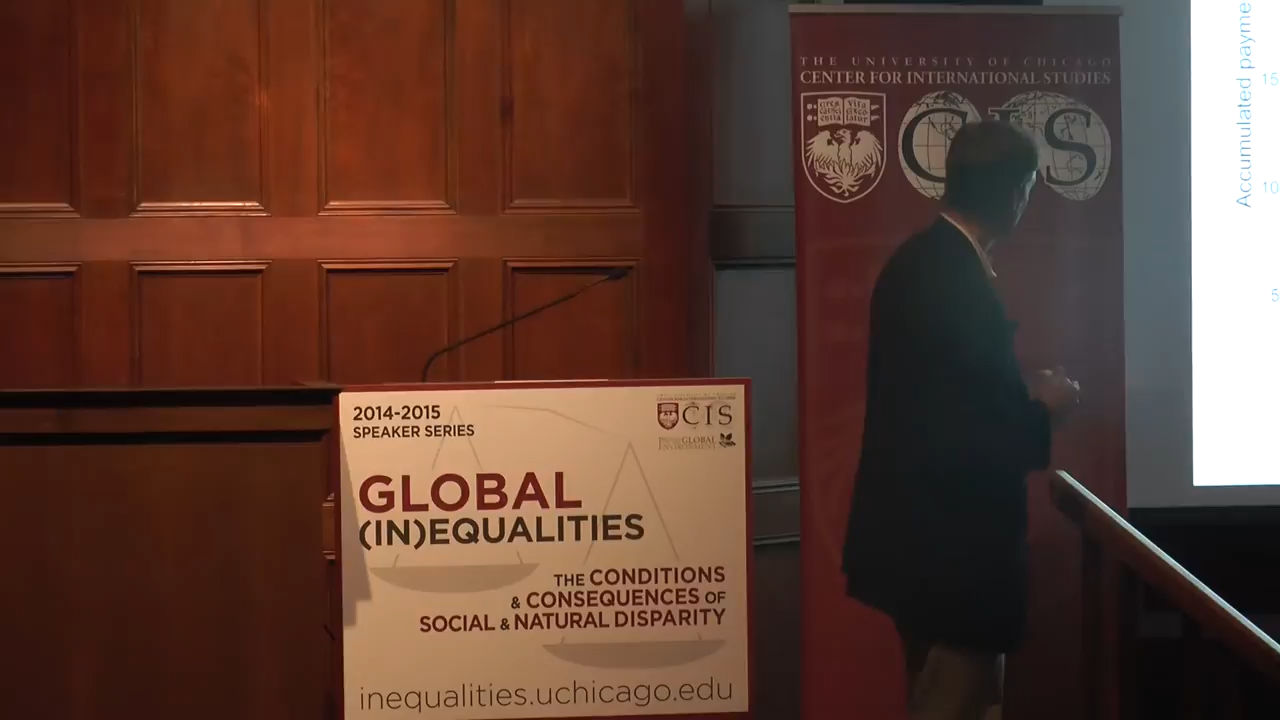 THE UNIVERSITY OF CHICAGO
CENTER FOR INTERNATIONAL STUDIES
CIS
Accumulated
15
10
5
2014-2015
SPEAKER SERIES
CIS
GLOBAL
GLOBAL
(IN)EQUALITIES
THE CONDITIONS
& CONSEQUENCES OF
SOCIAL & NATURAL DISPARITY
inequalities.uchicago.edu